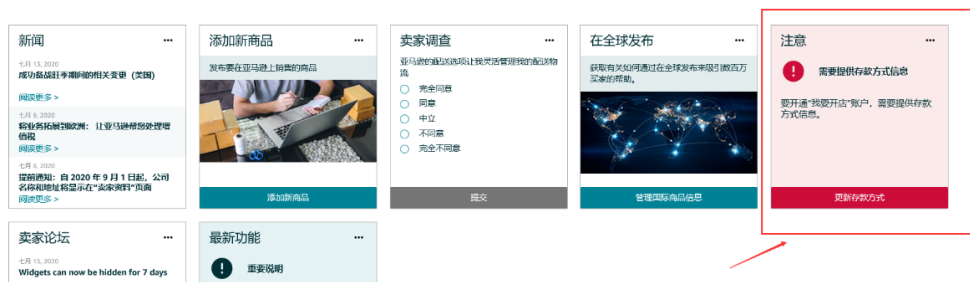 新闻
七月 15, 2020
成功备战旺季期间的相关变更（美国）
阅读更多 >
七月 9, 2020
将业务拓展到欧洲： 让亚马逊帮您处理增
值税
阅读更多 >
七月 8, 2020
提前通知：自 2020 年 9 月 1 日起，公司
名称和地址将显示在“卖家资料”页面
阅读更多 >
添加新商品
发布要在亚马逊上销售的商品
添加新商品
卖家调查
亚马逊的配送选项让我灵活管理我的配送物
流
完全同意
同意
中立
不同意
完全不同意
提交
在全球发布
获取有关如何通过在全球发布来吸引数百万
买家的帮助。
管理国际商品信息
注意
需要提供存款方式信息
要开通“我要开店”账户，需要提供存款
方式信息。
更新存款方式
卖家论坛
七月 15, 2020
Widgets can now be hidden for 7 days
最新功能
重要说明